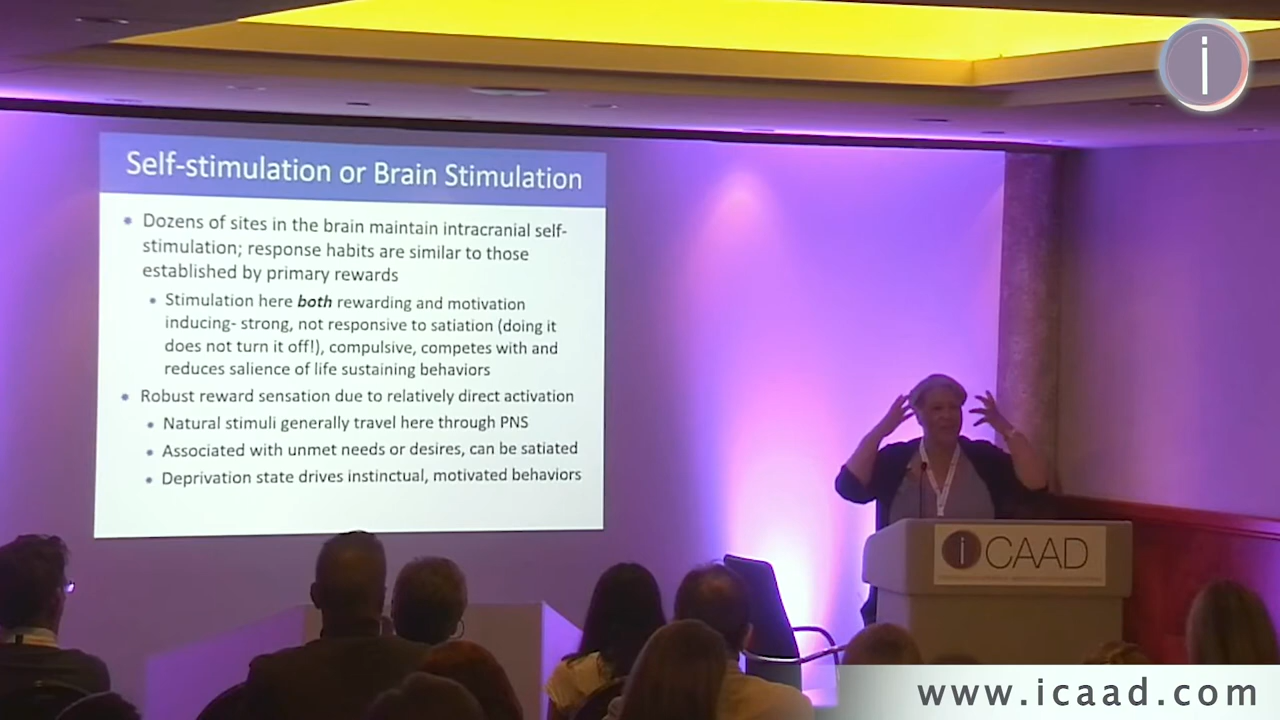 i
Self-stimulation or Brain Stimulation
• Dozens of sites in the brain maintain intracranial self-
stimulation; response habits are similar to those
established by primary rewards
• Stimulation here both rewarding and motivation
inducing- strong, not responsive to satiation (doing it
does not turn it off!), compulsive, competes with and
reduces salience of life sustaining behaviors
• Robust reward sensation due to relatively direct activation
• Natural stimuli generally travel here through PNS
• Associated with unmet needs or desires, can be satiated
• Deprivation state drives instinctual, motivated behaviors
iCAAD
www.icaad.com